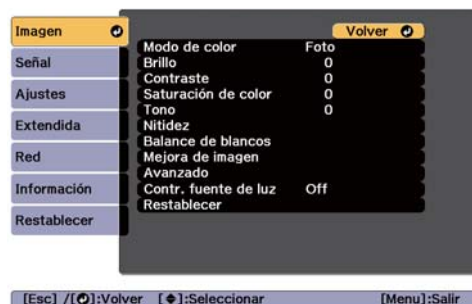 Imagen
Señal
Ajustes
Extendida
Red
Información
Restablecer
Volver
Modo de color Foto
Brillo 0
Contraste 0
Saturación de color 0
Tono 0
Nitidez
Balance de blancos
Mejora de imagen
Avanzado
Contr. fuente de luz Off
Restablecer
[Esc] /[ ]:Volver [ ]:Seleccionar [Menu]:Salir